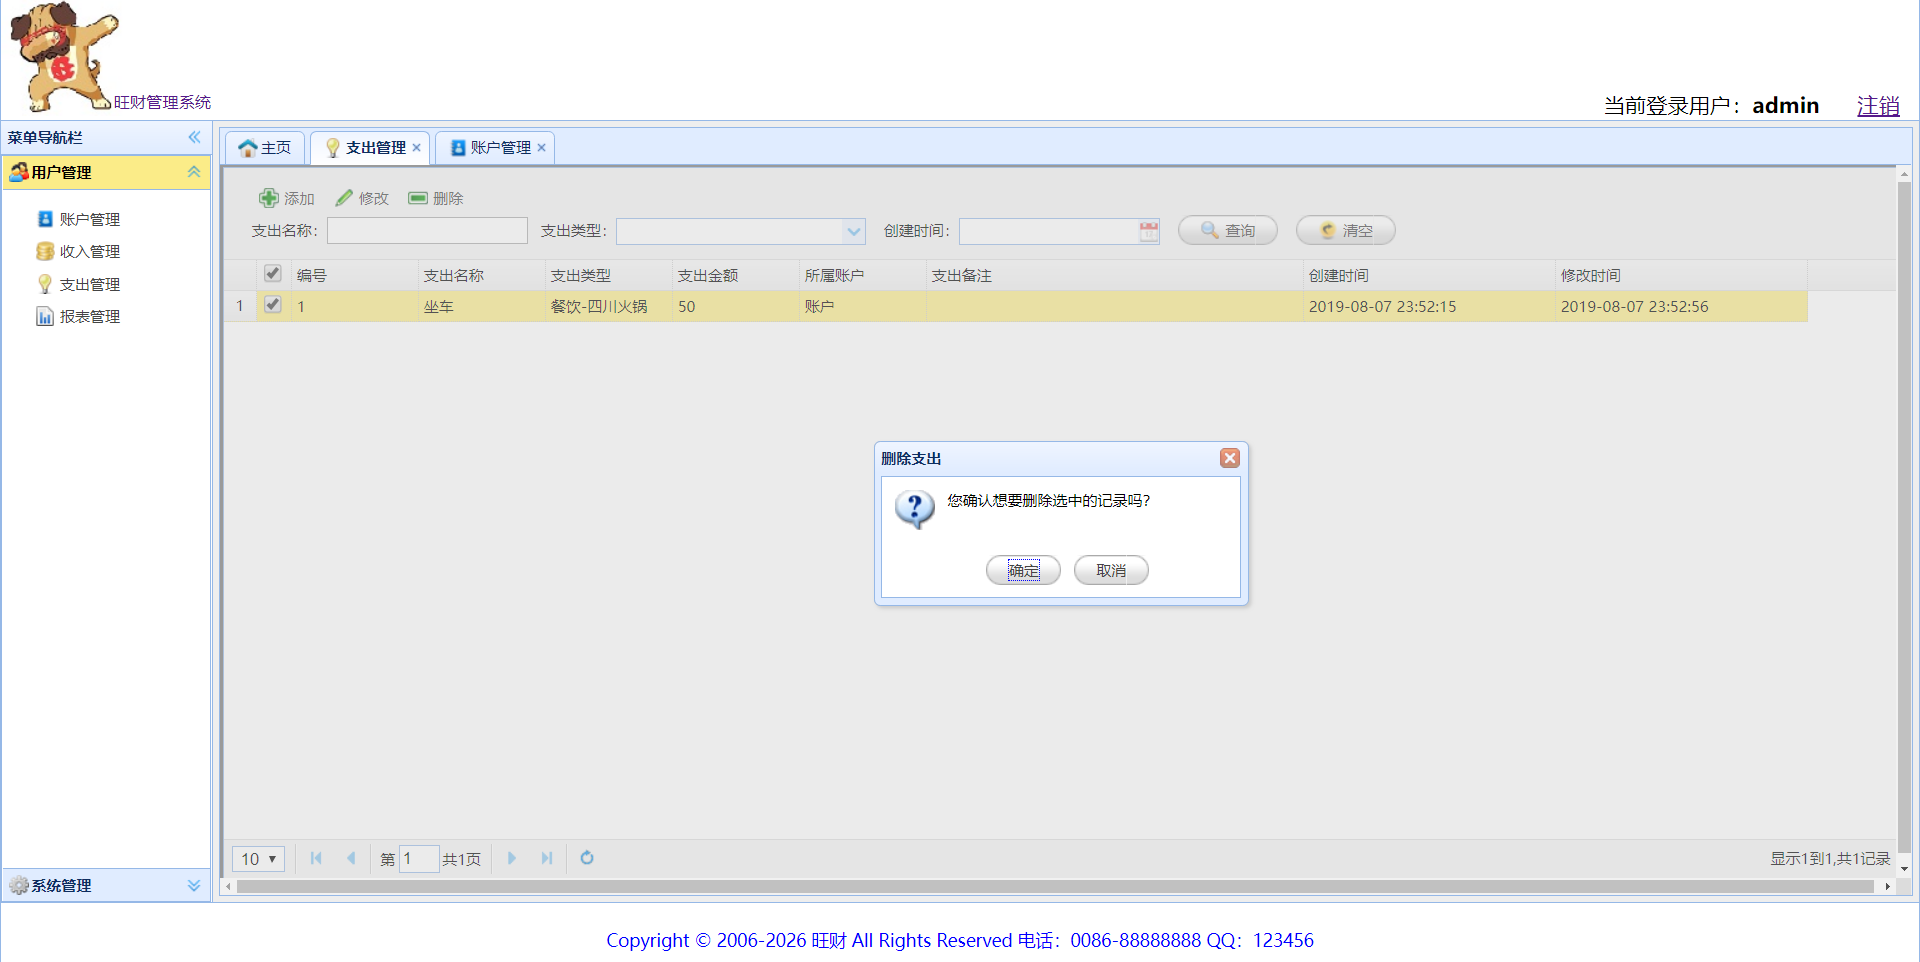 旺财管理系统
当前登录用户：admin 注销
菜单导航栏
用户管理
账户管理
收入管理
支出管理
报表管理
系统管理
主页 支出管理 账户管理
添加 修改 删除
支出名称： 支出类型： 创建时间： 查询 清空
编号 支出名称 支出类型 支出金额 所属账户 支出备注 创建时间 修改时间
1 1 坐车 餐饮-四川火锅 50 账户 2019-08-07 23:52:15 2019-08-07 23:52:56
删除支出
您确认想要删除选中的记录吗?
确定 取消
10 第 1 共1页 显示1到1,共1记录
Copyright © 2006-2026 旺财 All Rights Reserved 电话：0086-88888888 QQ：123456